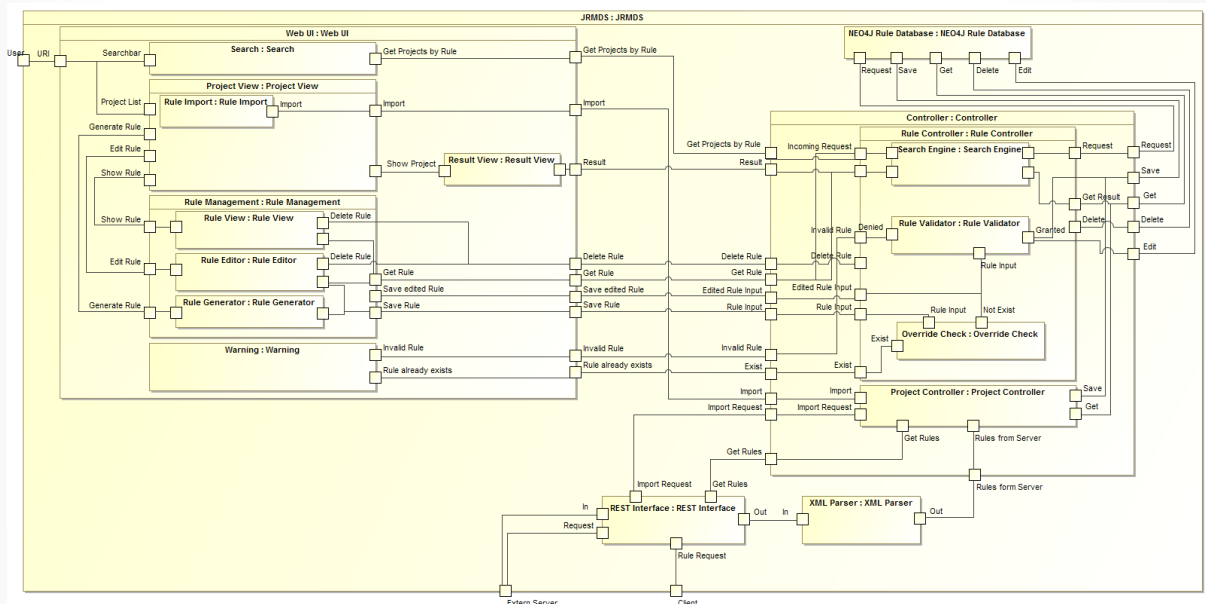 JRMDS : JRMDS
Web UI : Web UI
NEO4J Rule Database : NEO4J Rule Database
User
URI
Searchbar
Search : Search
Get Projects by Rule
Get Projects by Rule
Request
Save
Get
Delete
Edit
Project View : Project View
Project List
Rule Import : Rule Import
Import
Import
Generate Rule
Edit Rule
Show Rule
Show Project
Result View : Result View
Result
Controller : Controller
Rule Controller : Rule Controller
Get Projects by Rule
Incoming Request
Search Engine : Search Engine
Request
Request
Result
Save
Get Result
Get
Rule Management : Rule Management
Show Rule
Rule View : Rule View
Delete Rule
Invalid Rule
Denied
Rule Validator : Rule Validator
Granted
Delete
Delete
Edit Rule
Rule Editor : Rule Editor
Delete Rule
Delete Rule
Delete Rule
Delete Rule
Edit
Rule Input
Get Rule
Get Rule
Get Rule
Save edited Rule
Save edited Rule
Edited Rule Input
Edited Rule Input
Generate Rule
Rule Generator : Rule Generator
Save Rule
Save Rule
Rule Input
Rule Input
Rule Input
Not Exist
Override Check : Override Check
Exist
Warning : Warning
Invalid Rule
Invalid Rule
Invalid Rule
Rule already exists
Rule already exists
Exist
Exist
Import
Import
Project Controller : Project Controller
Save
Import Request
Import Request
Get
Get Rules
Rules from Server
Get Rules
Import Request
Get Rules
Rules form Server
In
REST Interface : REST Interface
Out
In
XML Parser : XML Parser
Out
Request
Rule Request
Extern Server
Client